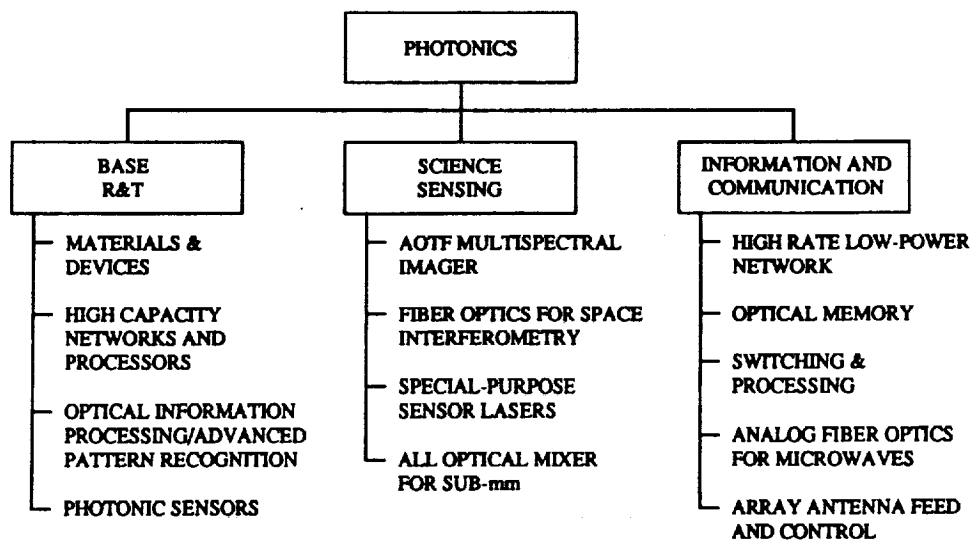 PHOTONICS
BASE
R&T
MATERIALS &
DEVICES
HIGH CAPACITY
NETWORKS AND
PROCESSORS
OPTICAL INFORMATION
PROCESSING/ADVANCED
PATTERN RECOGNITION
PHOTONIC SENSORS
SCIENCE
SENSING
AOTF MULTISPECTRAL
IMAGER
FIBER OPTICS FOR SPACE
INTERFEROMETRY
SPECIAL-PURPOSE
SENSOR LASERS
ALL OPTICAL MIXER
FOR SUB-mm
INFORMATION AND
COMMUNICATION
HIGH RATE LOW-POWER
NETWORK
OPTICAL MEMORY
SWITCHING &
PROCESSING
ANALOG FIBER OPTICS
FOR MICROWAVES
ARRAY ANTENNA FEED
AND CONTROL